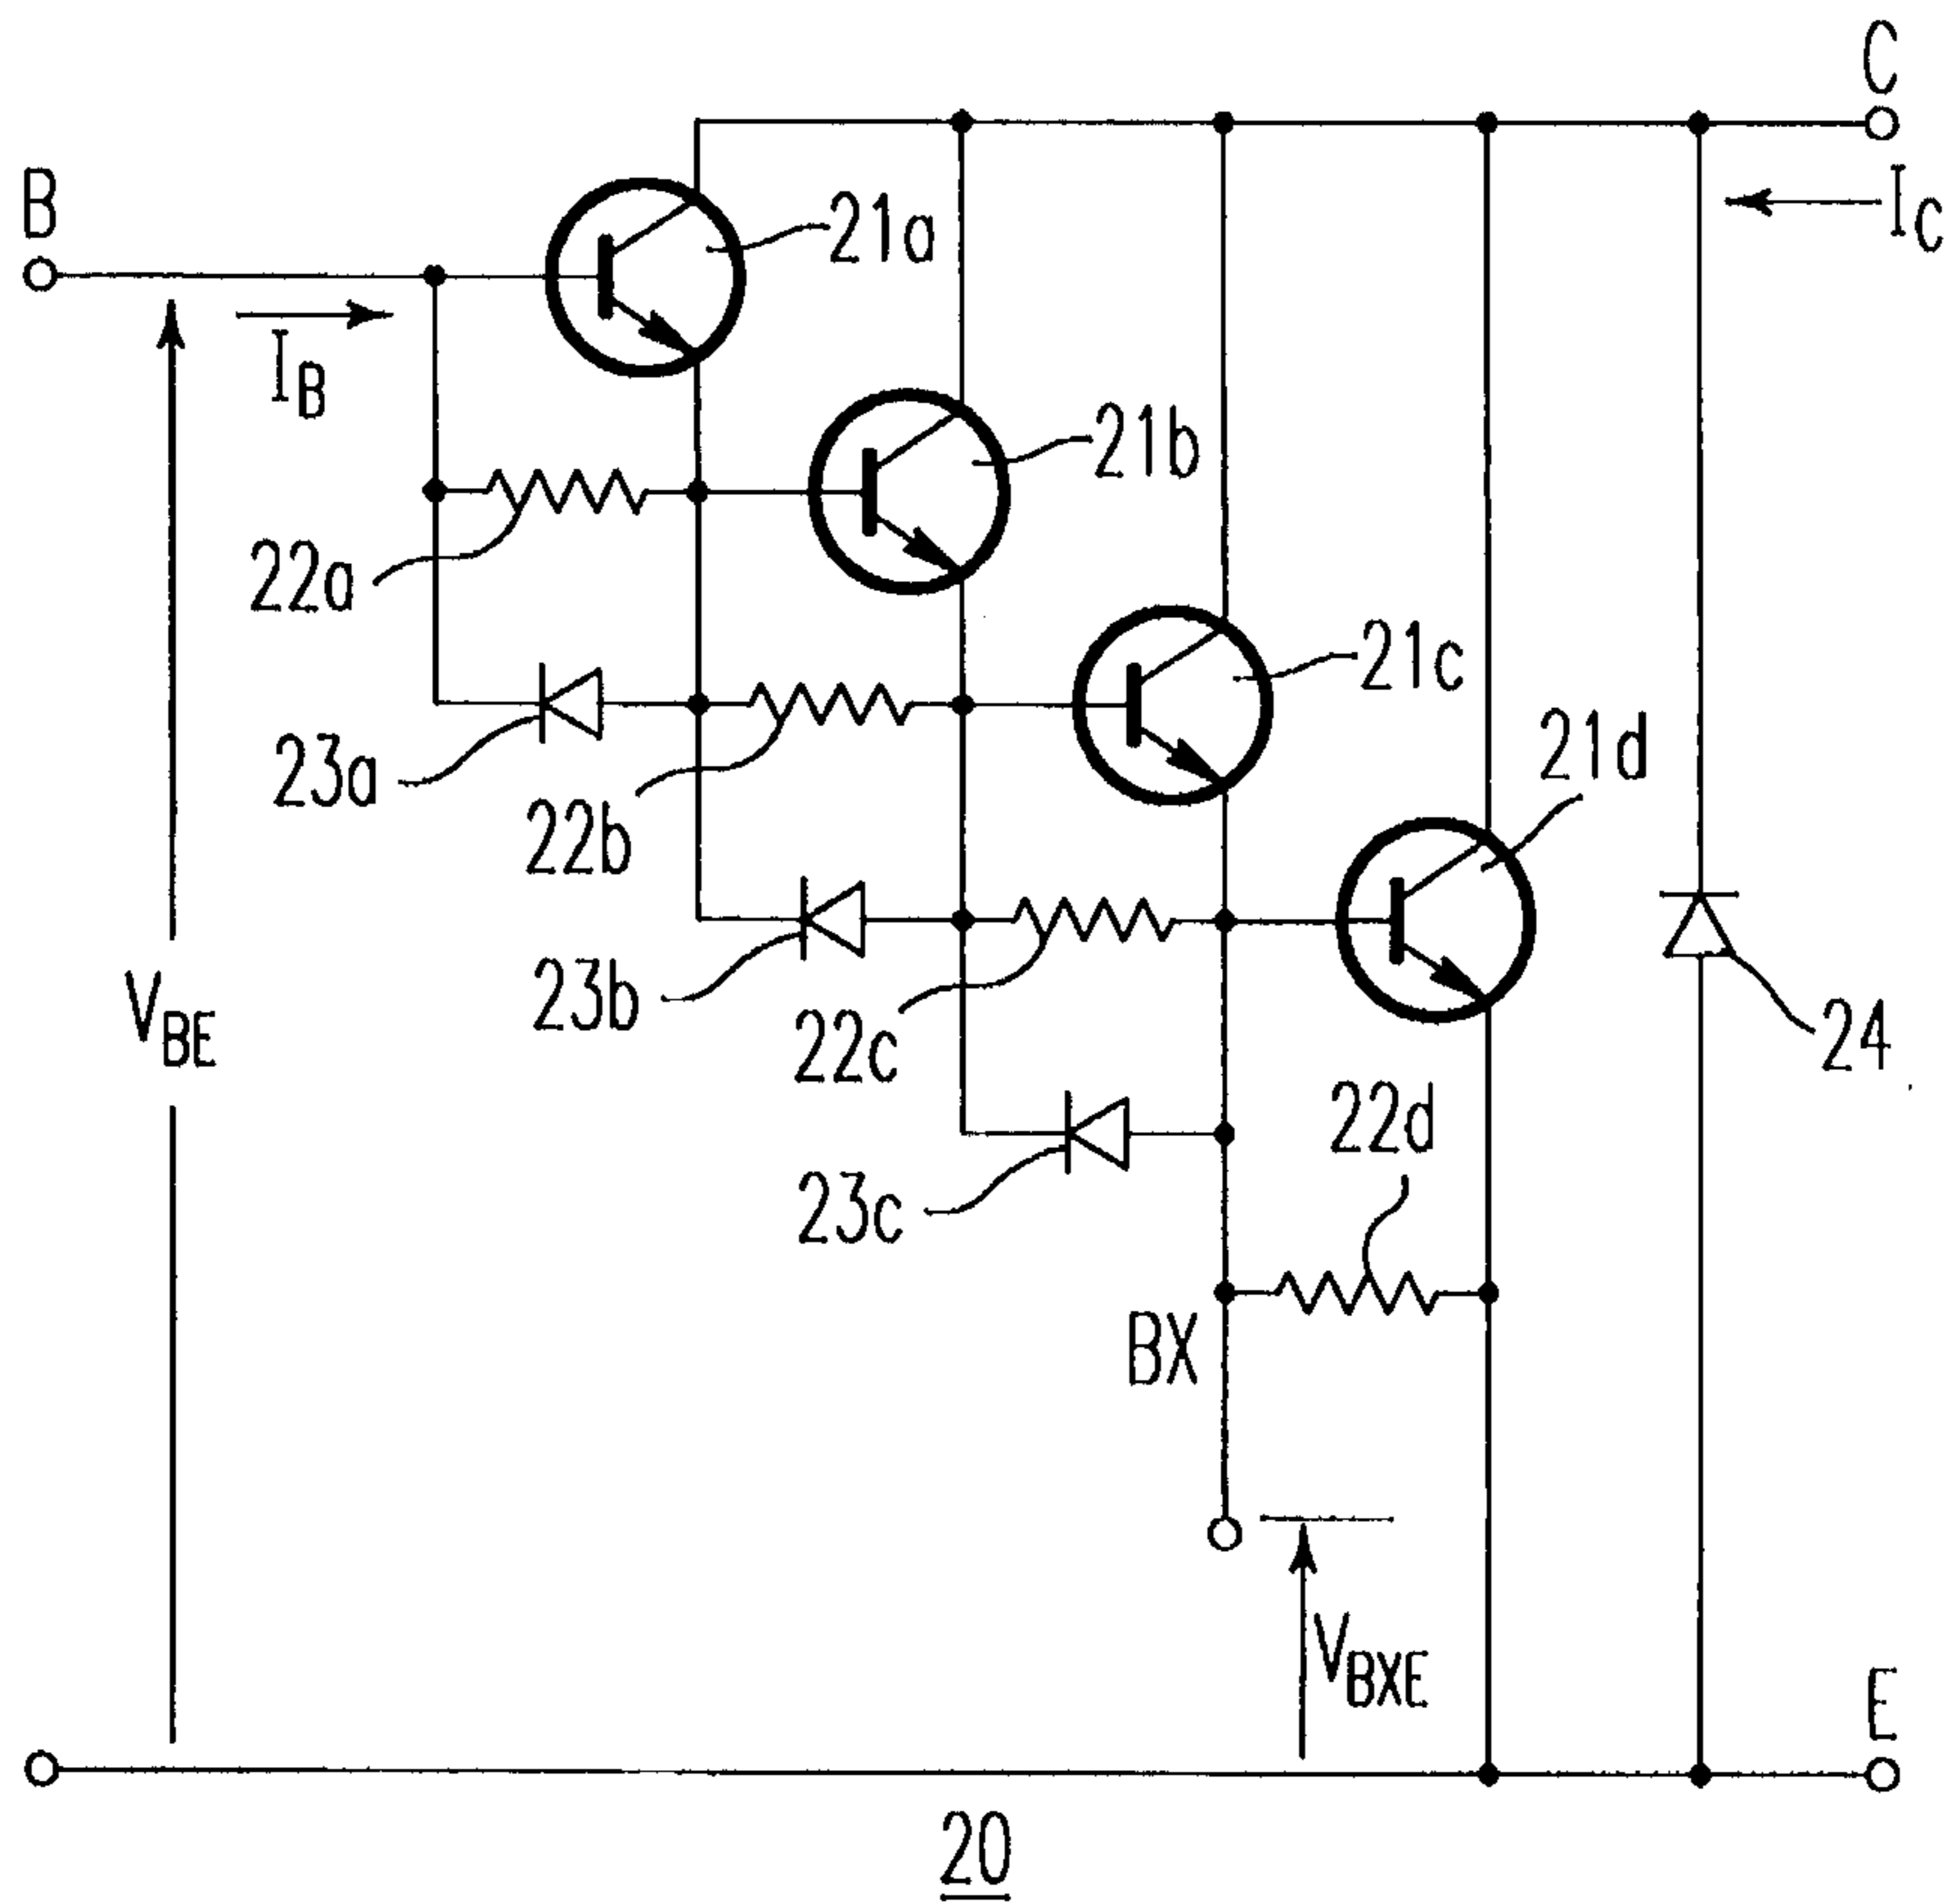 C
B
21a
I_C
I_B
21b
22a
21c
23a
21d
22b
23b
V_BE
22c
24
22d
23c
BX
V_BXE
E
20